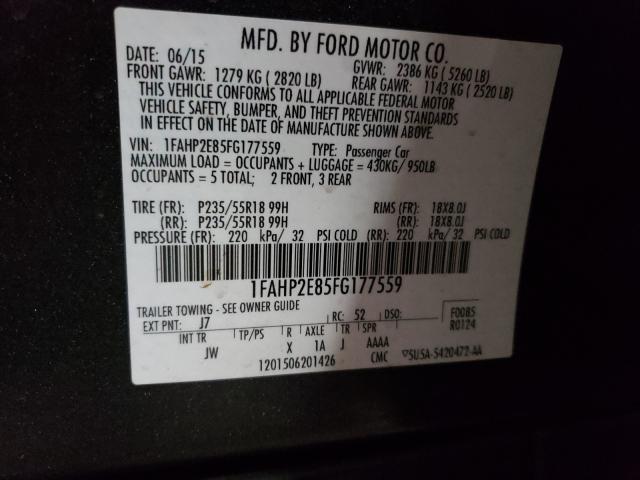 MFD. BY FORD MOTOR CO.
DATE: 06/15 GVWR: 2386 KG ( 5260 LB)
FRONT GAWR: 1279 KG ( 2820 LB) REAR GAWR: 1143 KG ( 2520 LB)
THIS VEHICLE CONFORMS TO ALL APPLICABLE FEDERAL MOTOR
VEHICLE SAFETY, BUMPER, AND THEFT PREVENTION STANDARDS
IN EFFECT ON THE DATE OF MANUFACTURE SHOWN ABOVE.
VIN: 1FAHP2E85FG177559 TYPE: Passenger Car
MAXIMUM LOAD = OCCUPANTS + LUGGAGE = 430KG/ 950LB
OCCUPANTS = 5 TOTAL; 2 FRONT, 3 REAR
TIRE (FR): P235/55R18 99H RIMS (FR): 18X8.0J
(RR): P235/55R18 99H (RR): 18X8.0J
PRESSURE (FR): 220 kPa/ 32 PSI COLD (RR): 220 kPa/ 32 PSI COLD
1FAHP2E85FG177559
TRAILER TOWING - SEE OWNER GUIDE
EXT PNT: J7 RC: 52 DSO: F0085
R0124
INT TR TP/PS R AXLE TR SPR
JW X 1A J AAAA
1201506201426 CMC ▽5U5A-5420472-AA